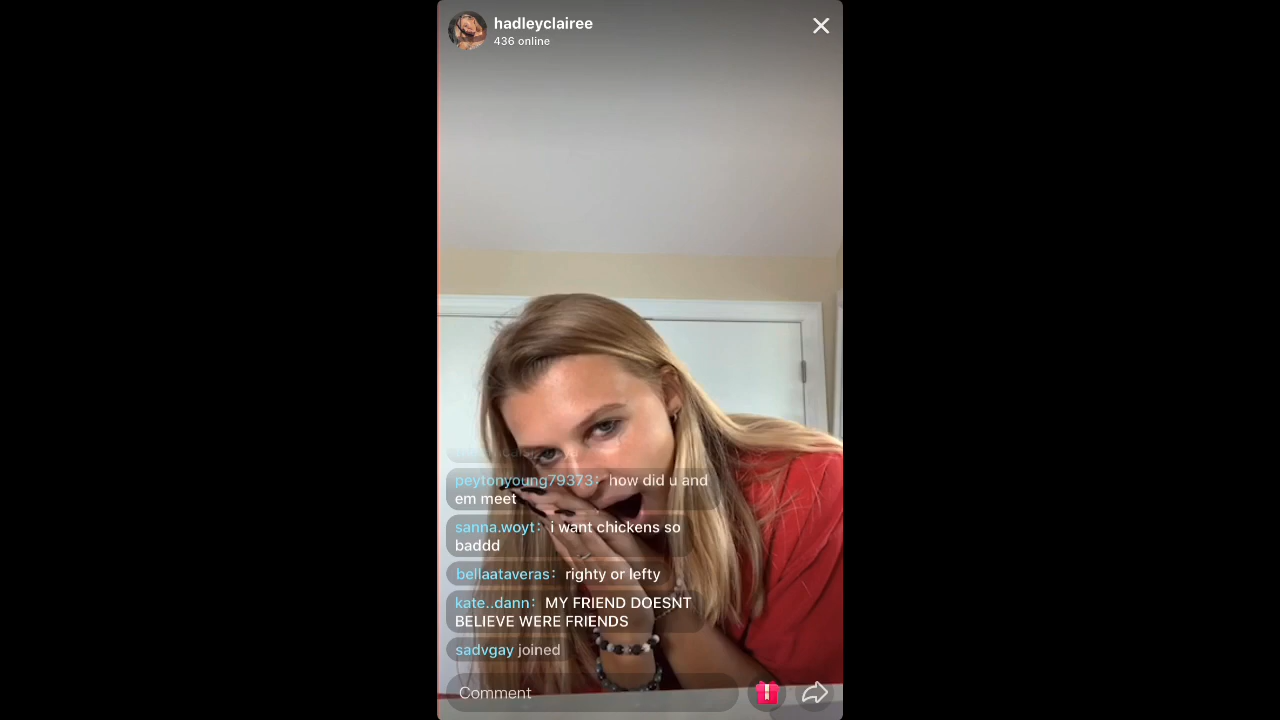 hadleyclairee
436 online
peytonyoung79373: how did u and
em meet
sanna.woyt: i want chickens so
baddd
bellaataveras: righty or lefty
kate..dann: MY FRIEND DOESNT
BELIEVE WERE FRIENDS
sadvgay joined
Comment